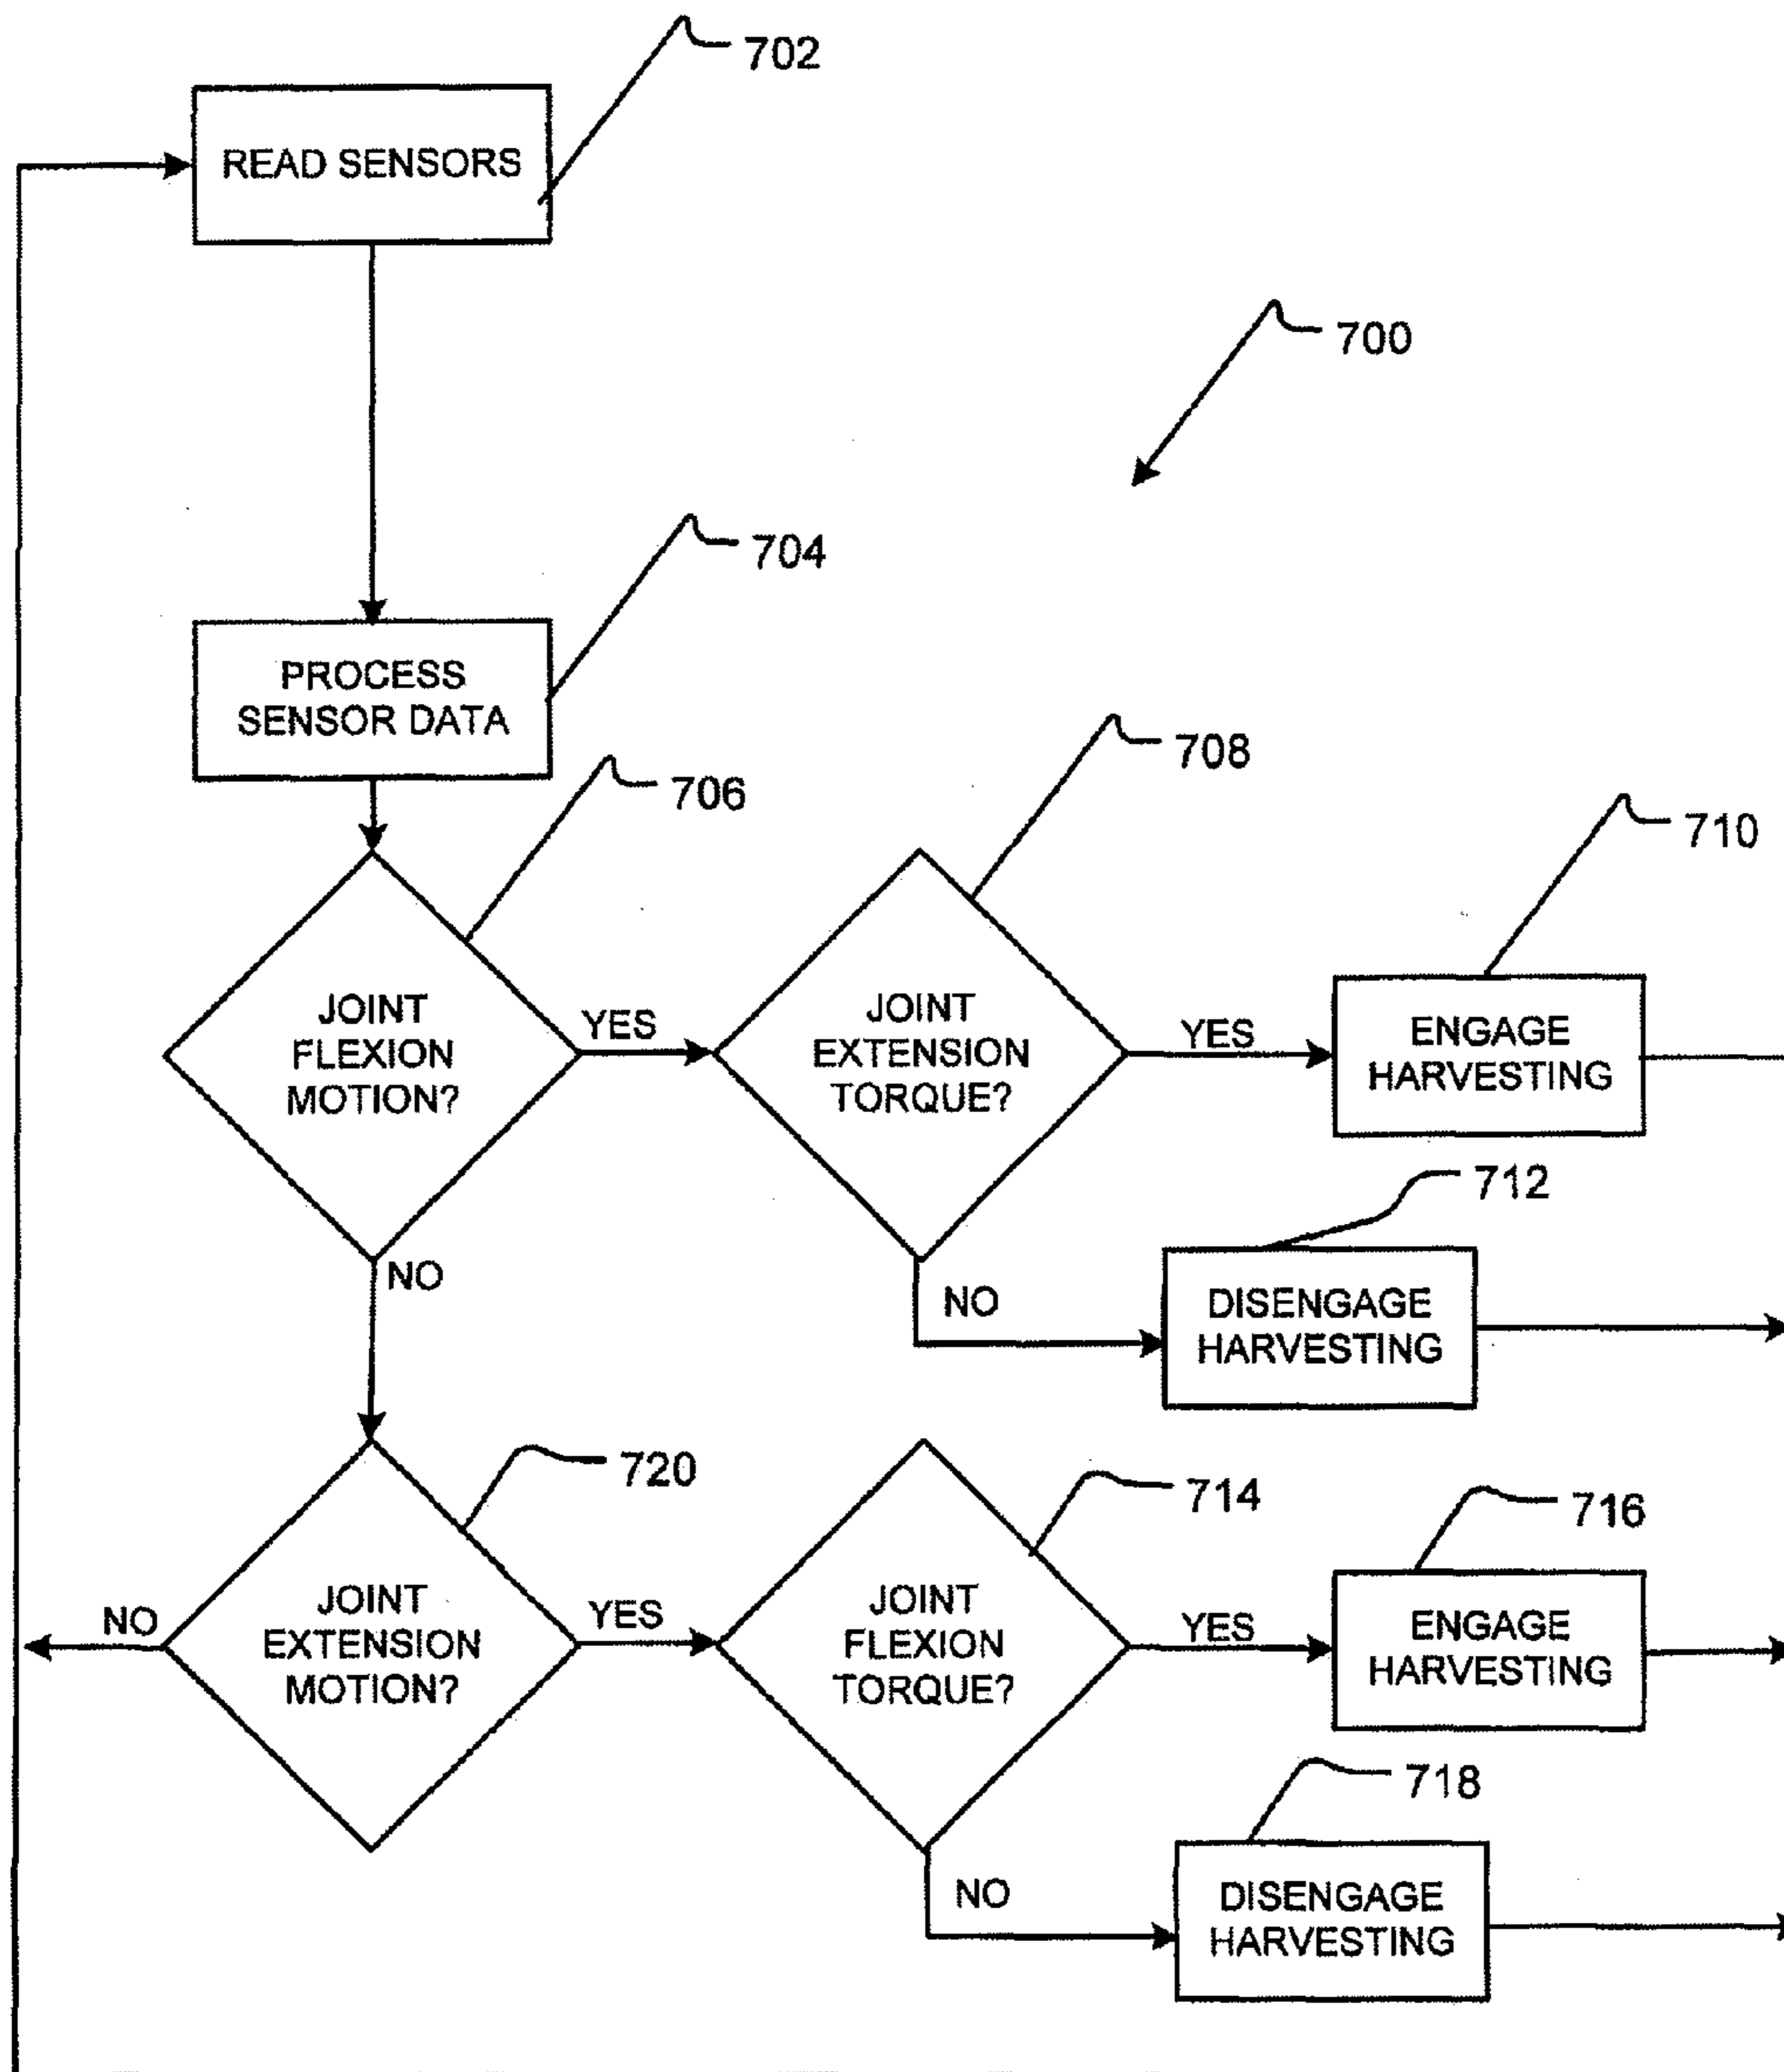 702
READ SENSORS
700
704
PROCESS
SENSOR DATA
706
708
710
JOINT
FLEXION
MOTION?
YES
JOINT
EXTENSION
TORQUE?
YES
ENGAGE
HARVESTING
712
NO
NO
DISENGAGE
HARVESTING
720
714
716
NO
JOINT
EXTENSION
MOTION?
YES
JOINT
FLEXION
TORQUE?
YES
ENGAGE
HARVESTING
718
NO
DISENGAGE
HARVESTING